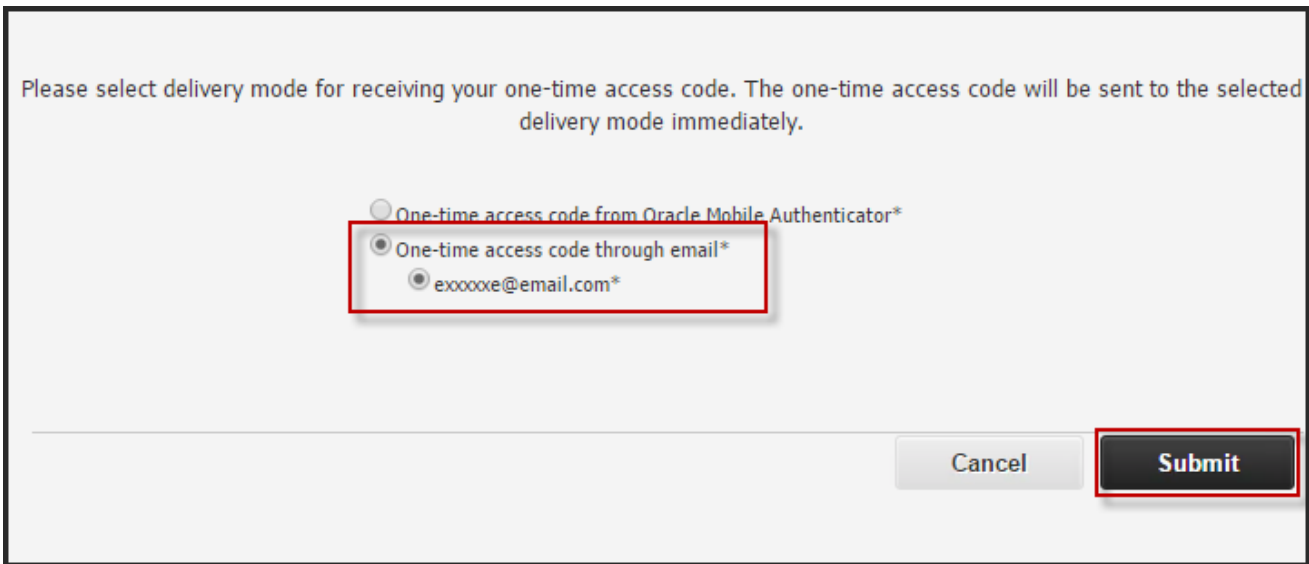 Please select delivery mode for receiving your one-time access code. The one-time access code will be sent to the selected
delivery mode immediately.
One-time access code from Oracle Mobile Authenticator*
One-time access code through email*
exxxxxe@email.com*
Cancel
Submit